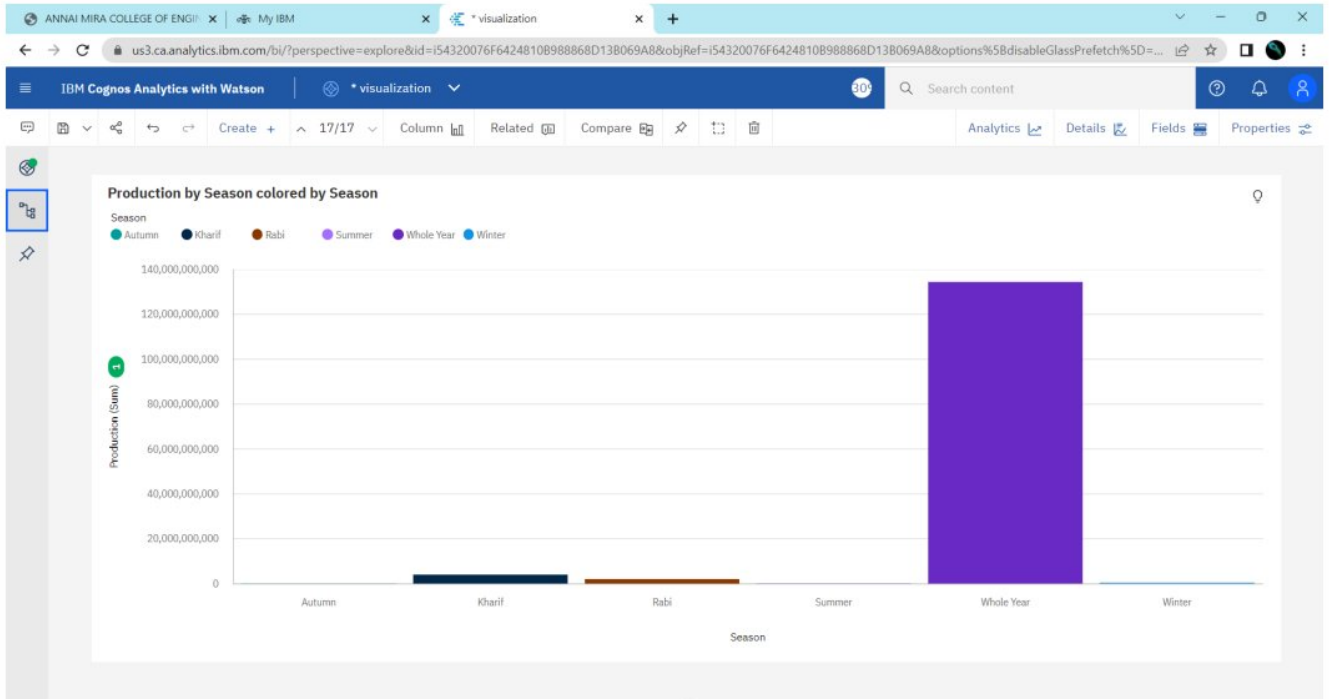 ANNAI MIRA COLLEGE OF ENGIN My IBM * visualization
us3.ca.analytics.ibm.com/bi/?perspective=explore&id=i54320076F6424810B988868D13B069A8&objRef=i54320076F6424810B988868D13B069A8&options%5BdisableGlassPrefetch%5D=...
IBM Cognos Analytics with Watson * visualization Search content
Create + 17/17 Column Related Compare Analytics Details Fields Properties
Production by Season colored by Season
Season
Autumn Kharif Rabi Summer Whole Year Winter
140,000,000,000
120,000,000,000
100,000,000,000
80,000,000,000
60,000,000,000
40,000,000,000
20,000,000,000
0
Production (Sum) 1
Autumn Kharif Rabi Summer Whole Year Winter
Season